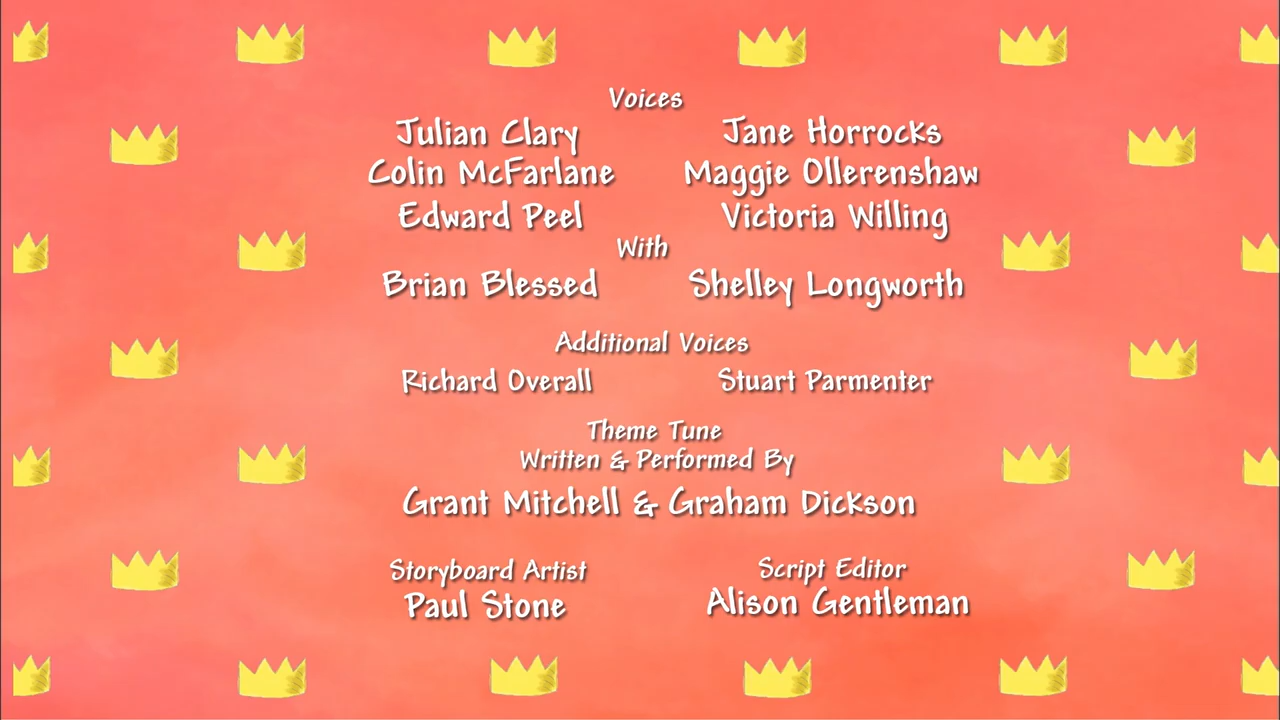 Voices
Julian Clary Jane Horrocks
Colin McFarlane Maggie Ollerenshaw
Edward Peel Victoria Willing
With
Brian Blessed Shelley Longworth
Additional Voices
Richard Overall Stuart Parmenter
Theme Tune
Written & Performed By
Grant Mitchell & Graham Dickson
Storyboard Artist Script Editor
Paul Stone Alison Gentleman